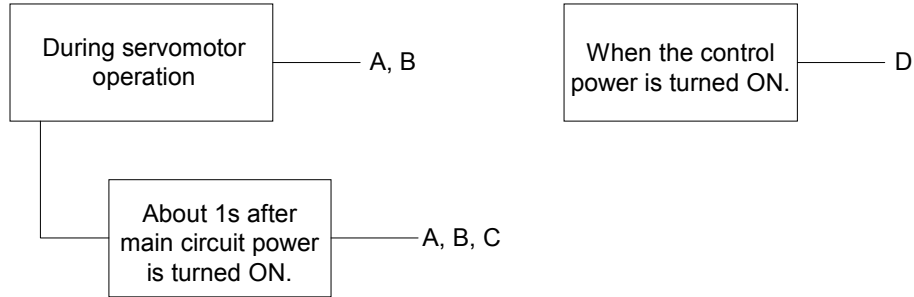 During servomotor
operation
A, B
When the control
power is turned ON.
D
About 1s after
main circuit power
is turned ON.
A, B, C